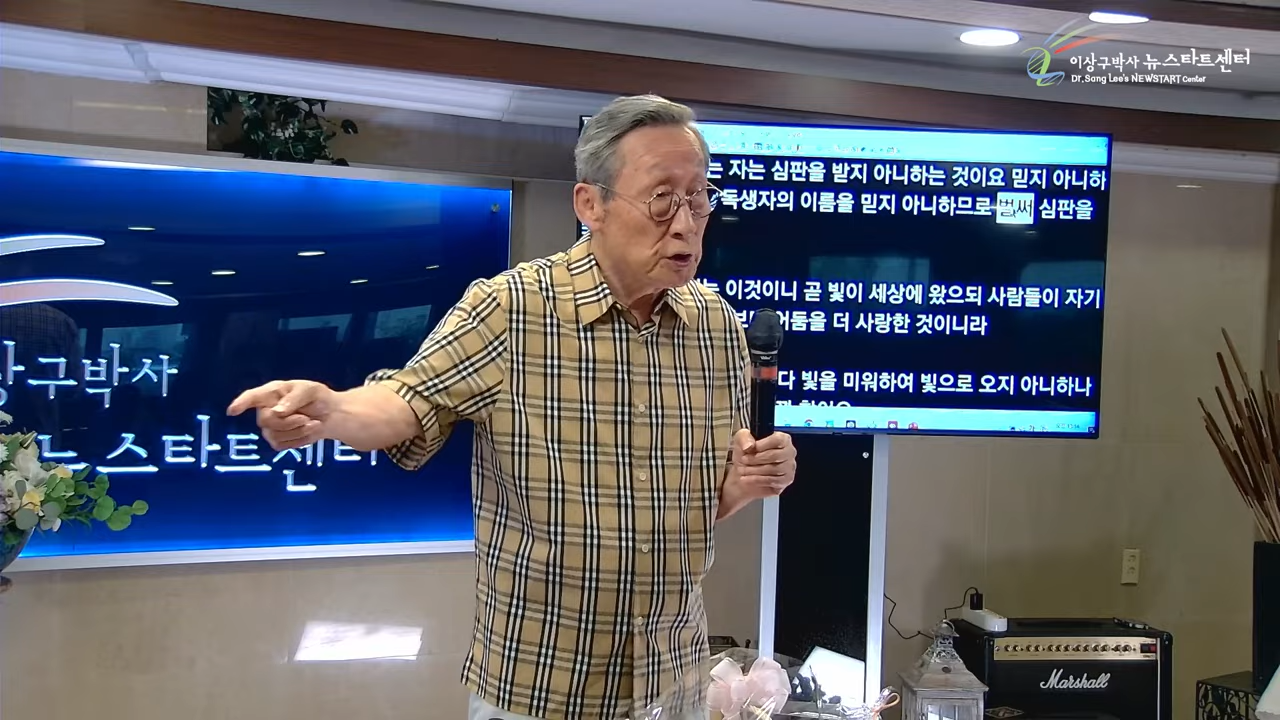 이상구박사 뉴스타트센터
Dr. Sang Lee's NEWSTART Center
는 자는 심판을 받지 아니하는 것이요 믿지 아니하
독생자의 이름을 믿지 아니하므로 벌써 심판을
는 이것이니 곧 빛이 세상에 왔으되 사람들이 자기
보다 어둠을 더 사랑한 것이니라
다 빛을 미워하여 빛으로 오지 아니하나
상구박사
뉴스타트센터
Marshall